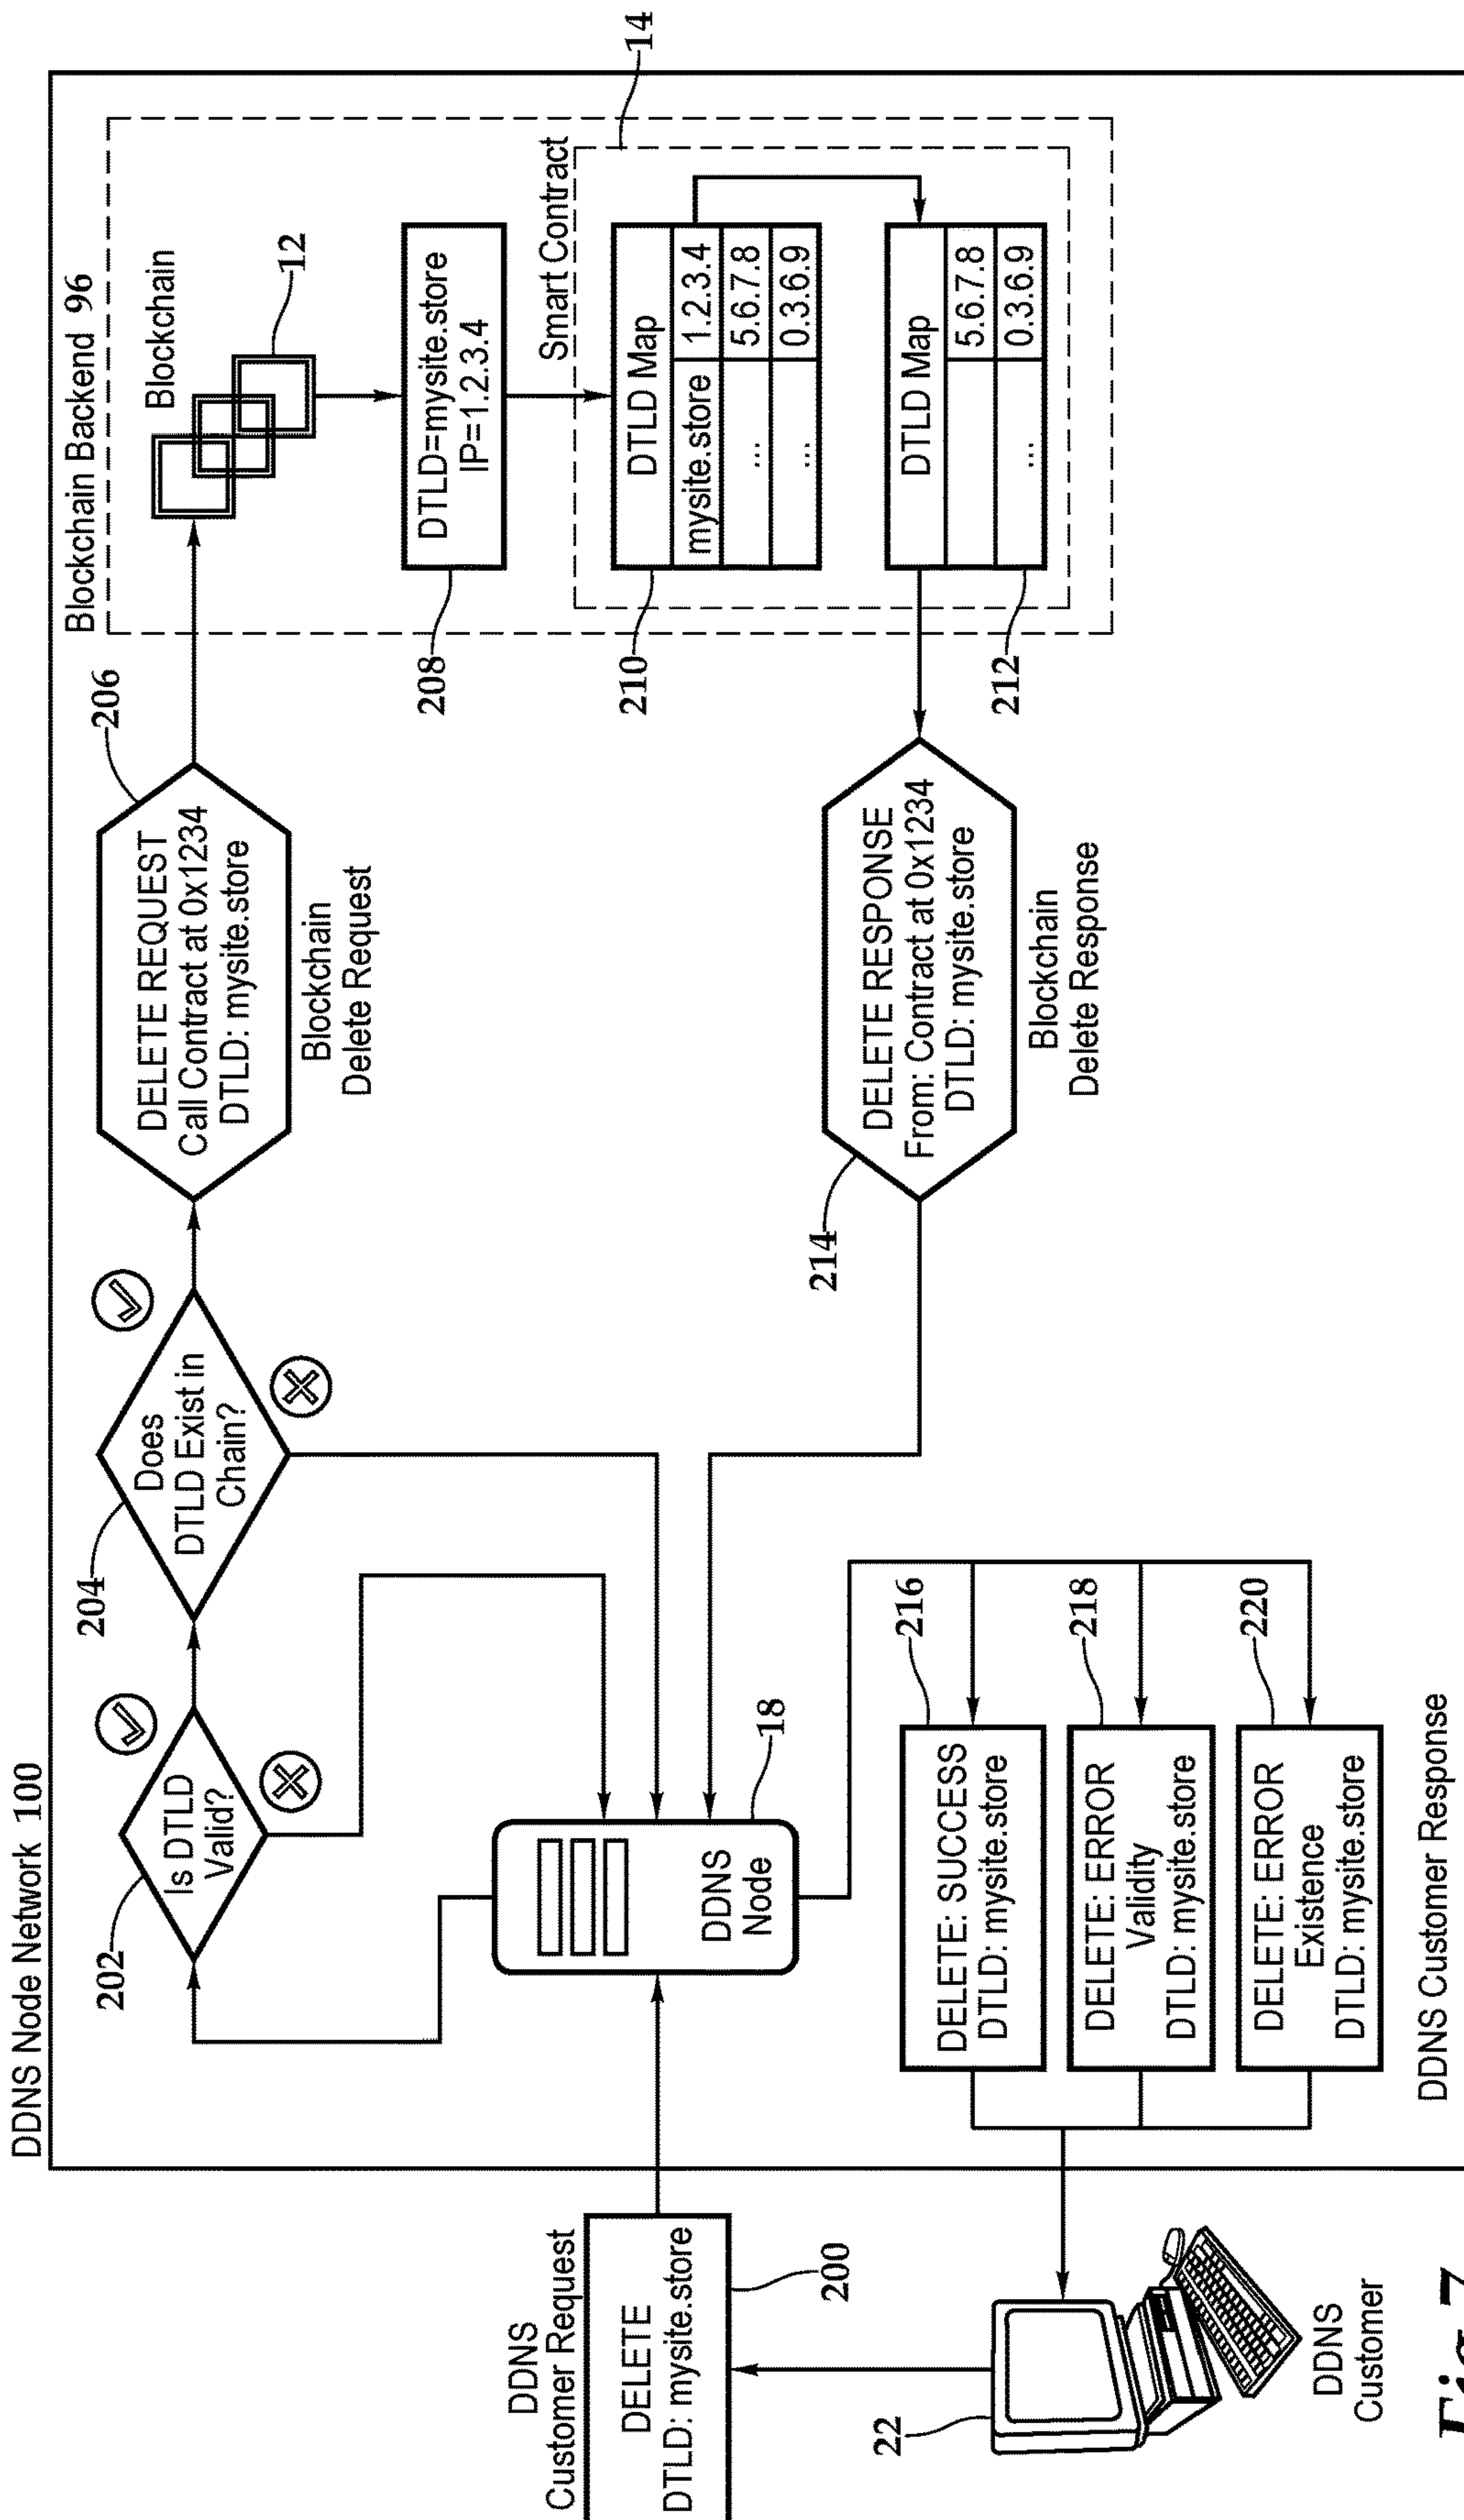 DDNS Node Network 100
Blockchain Backend 96
Blockchain
12
206
DELETE REQUEST
Call Contract at 0x1234
DTLD: mysite.store
Blockchain
Delete Request
204
Does
DTLD Exist in
Chain?
202
Is DTLD
Valid?
208
DTLD=mysite.store
IP=1.2.3.4
Smart Contract
14
210
DTLD Map
mysite.store 1.2.3.4
... 5.6.7.8
... 0.3.6.9
212
DTLD Map
5.6.7.8
... 0.3.6.9
214
DELETE RESPONSE
From: Contract at 0x1234
DTLD: mysite.store
Blockchain
Delete Response
18
DDNS
Node
DDNS
Customer Request
DELETE
DTLD: mysite.store
200
22
DDNS
Customer
216
DELETE: SUCCESS
DTLD: mysite.store
218
DELETE: ERROR
Validity
DTLD: mysite.store
220
DELETE: ERROR
Existence
DTLD: mysite.store
DDNS Customer Response